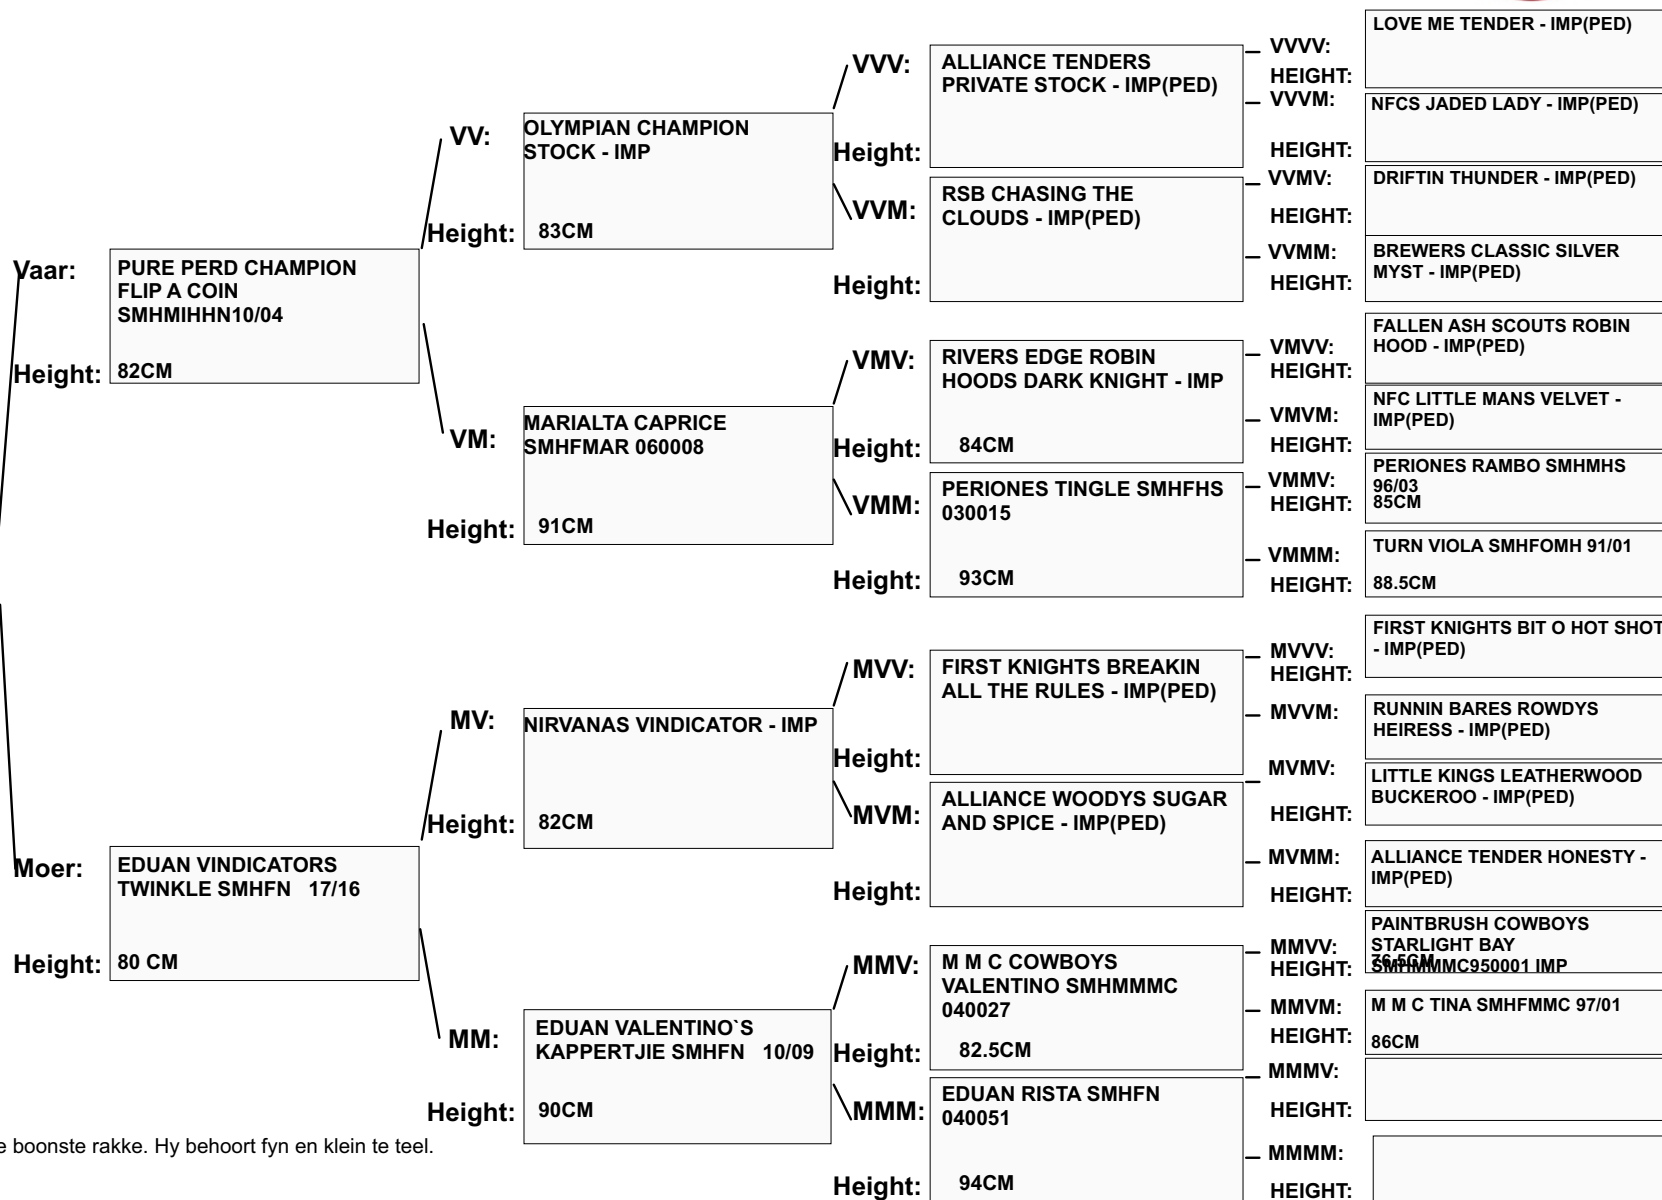 Vaar:
PURE PERD CHAMPION
FLIP A COIN
SMHMIHHN10/04
Height:
82CM
Moer:
EDUAN VINDICATORS
TWINKLE SMHFN 17/16
Height:
80 CM
VV:
OLYMPIAN CHAMPION
STOCK - IMP
Height:
83CM
VM:
MARIALTA CAPRICE
SMHFMAR 060008
Height:
91CM
MV:
NIRVANAS VINDICATOR - IMP
Height:
82CM
MM:
EDUAN VALENTINO`S
KAPPERTJIE SMHFN 10/09
Height:
90CM
VVV:
ALLIANCE TENDERS
PRIVATE STOCK - IMP(PED)
Height:
VVM:
RSB CHASING THE
CLOUDS - IMP(PED)
Height:
VMV:
RIVERS EDGE ROBIN
HOODS DARK KNIGHT - IMP
Height:
84CM
VMM:
PERIONES TINGLE SMHFHS
030015
Height:
93CM
MVV:
FIRST KNIGHTS BREAKIN
ALL THE RULES - IMP(PED)
Height:
MVM:
ALLIANCE WOODYS SUGAR
AND SPICE - IMP(PED)
Height:
MMV:
M M C COWBOYS
VALENTINO SMHMMMC
040027
Height:
82.5CM
MMM:
EDUAN RISTA SMHFN
040051
Height:
94CM
VVVV:
LOVE ME TENDER - IMP(PED)
HEIGHT:
VVVM:
NFCS JADED LADY - IMP(PED)
HEIGHT:
VVMV:
DRIFTIN THUNDER - IMP(PED)
HEIGHT:
VVMM:
BREWERS CLASSIC SILVER
MYST - IMP(PED)
HEIGHT:
VMVV:
FALLEN ASH SCOUTS ROBIN
HOOD - IMP(PED)
HEIGHT:
VMVM:
NFC LITTLE MANS VELVET -
IMP(PED)
HEIGHT:
VMMV:
PERIONES RAMBO SMHMHS
96/03
HEIGHT:
85CM
VMMM:
TURN VIOLA SMHFOMH 91/01
HEIGHT:
88.5CM
MVVV:
FIRST KNIGHTS BIT O HOT SHOT
- IMP(PED)
HEIGHT:
MVVM:
RUNNIN BARES ROWDYS
HEIRESS - IMP(PED)
MVMV:
LITTLE KINGS LEATHERWOOD
BUCKEROO - IMP(PED)
HEIGHT:
MVMM:
ALLIANCE TENDER HONESTY -
IMP(PED)
HEIGHT:
MMVV:
PAINTBRUSH COWBOYS
STARLIGHT BAY
SMHMMMC950001 IMP
HEIGHT:
76.5CM
MMVM:
M M C TINA SMHFMMC 97/01
HEIGHT:
86CM
MMMV:
HEIGHT:
MMMM:
HEIGHT:
boonste rakke. Hy behoort fyn en klein te teel.